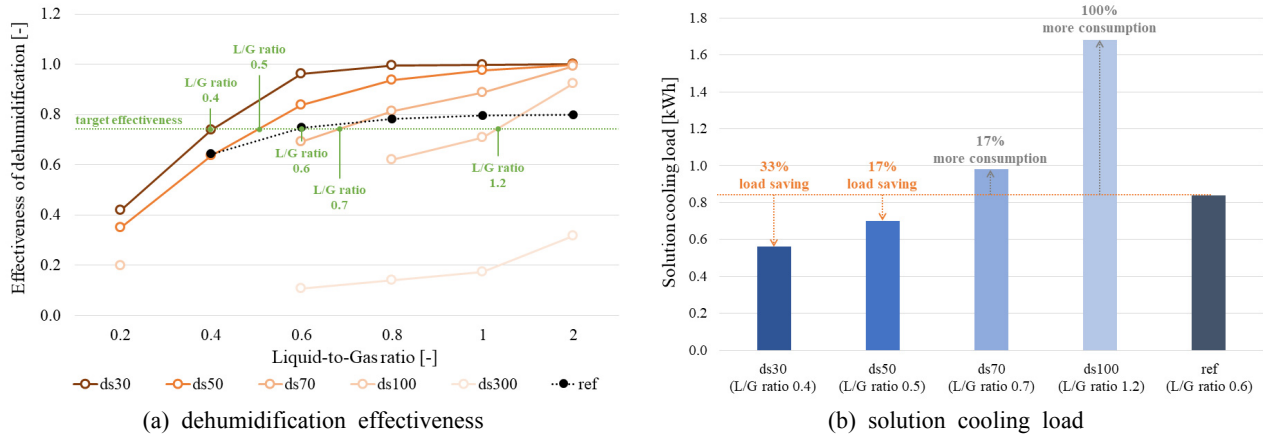 Effectiveness of dehumidification [-]
1.2
1.0
0.8
0.6
0.4
0.2
0.0
L/G ratio
0.5
L/G ratio
0.4
target effectiveness
L/G ratio
0.6
L/G ratio
0.7
L/G ratio
1.2
0.2 0.4 0.6 0.8 1 2
Liquid-to-Gas ratio [-]
ds30 ds50 ds70 ds100 ds300 ref
(a) dehumidification effectiveness
Solution cooling load [kWh]
1.8
1.6
1.4
1.2
1.0
0.8
0.6
0.4
0.2
0.0
33%
load saving
17%
load saving
17%
more consumption
100%
more consumption
ds30 ds50 ds70 ds100 ref
(L/G ratio 0.4) (L/G ratio 0.5) (L/G ratio 0.7) (L/G ratio 1.2) (L/G ratio 0.6)
(b) solution cooling load